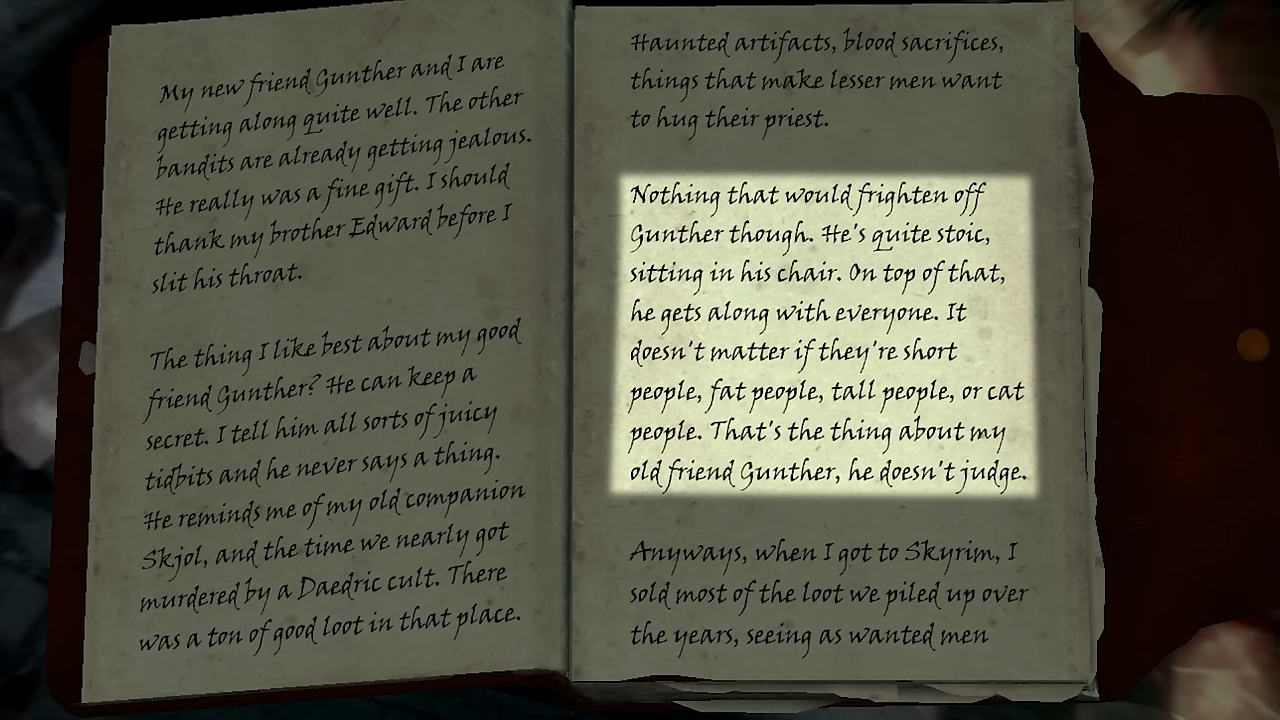 My new friend Gunther and I are
getting along quite well. The other
bandits are already getting jealous.
He really was a fine gift. I should
thank my brother Edward before I
slit his throat.
The thing I like best about my good
friend Gunther? He can keep a
secret. I tell him all sorts of juicy
tidbits and he never says a thing.
He reminds me of my old companion
Skjol, and the time we nearly got
murdered by a Daedric cult. There
was a ton of good loot in that place.
Haunted artifacts, blood sacrifices,
things that make lesser men want
to hug their priest.
Nothing that would frighten off
Gunther though. He's quite stoic,
sitting in his chair. On top of that,
he gets along with everyone. It
doesn't matter if they're short
people, fat people, tall people, or cat
people. That's the thing about my
old friend Gunther, he doesn't judge.
Anyways, when I got to Skyrim, I
sold most of the loot we piled up over
the years, seeing as wanted men